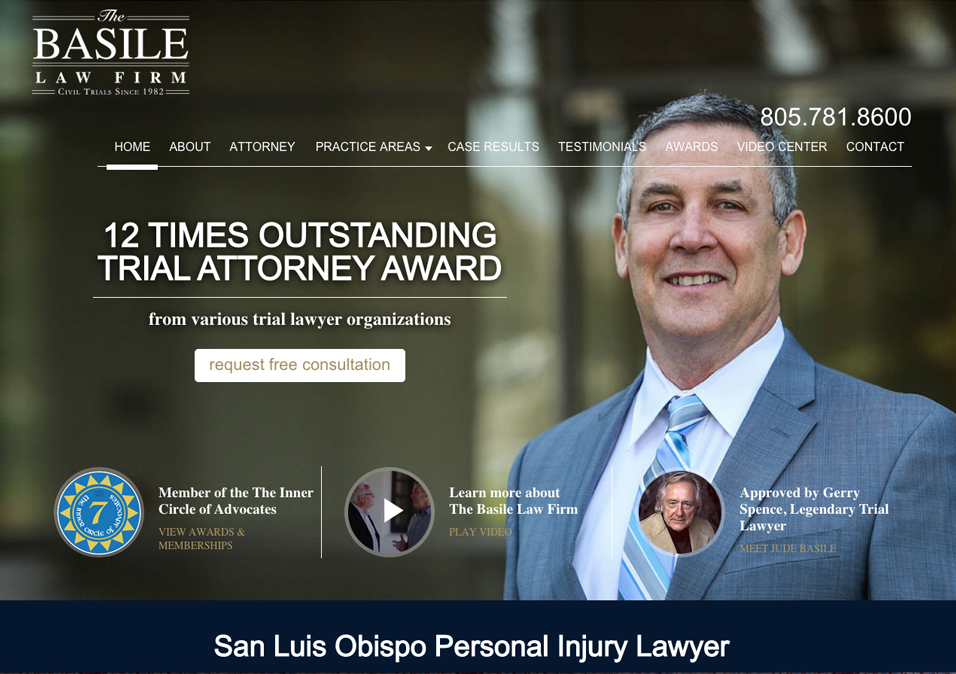 The
BASILE
LAW FIRM
CIVIL TRIALS SINCE 1982
805.781.8600
HOME ABOUT ATTORNEY PRACTICE AREAS CASE RESULTS TESTIMONIALS AWARDS VIDEO CENTER CONTACT
12 TIMES OUTSTANDING
TRIAL ATTORNEY AWARD
from various trial lawyer organizations
request free consultation
the inner circle of advocates
7
Member of the The Inner
Circle of Advocates
VIEW AWARDS &
MEMBERSHIPS
Learn more about
The Basile Law Firm
PLAY VIDEO
Approved by Gerry
Spence, Legendary Trial
Lawyer
MEET JUDE BASILE
San Luis Obispo Personal Injury Lawyer